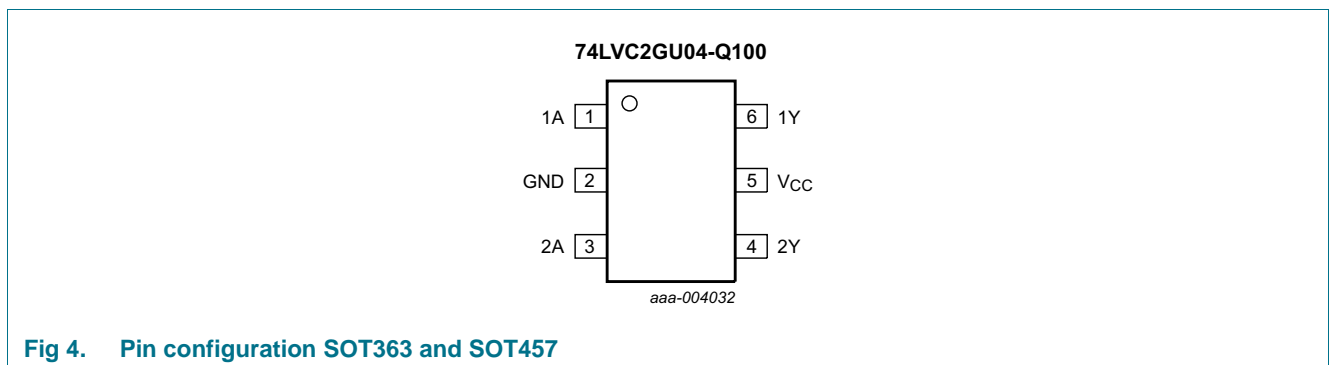 74LVC2GU04-Q100
1A 1 6 1Y
GND 2 5 VCC
2A 3 4 2Y
aaa-004032
Fig 4. Pin configuration SOT363 and SOT457